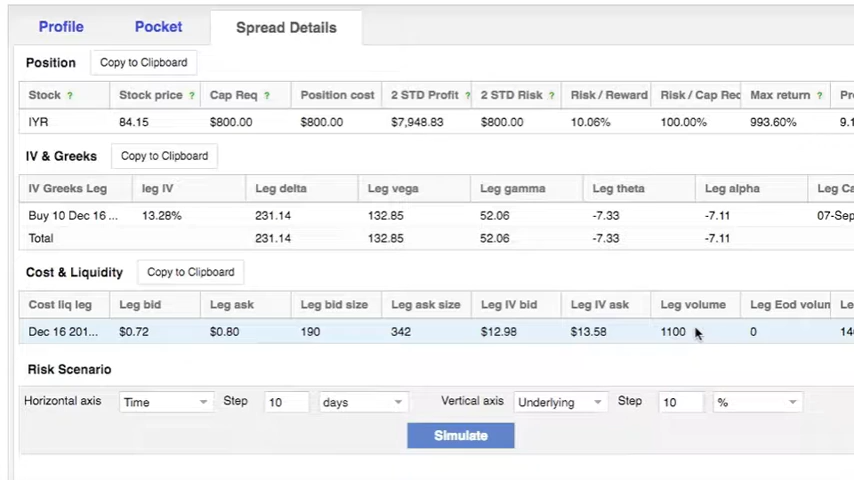 Profile Pocket Spread Details
Position Copy to Clipboard
Stock ? Stock price ? Cap Req ? Position cost 2 STD Profit ? 2 STD Risk ? Risk / Reward Risk / Cap Req Max return ?
IYR 84.15 $800.00 $800.00 $7,948.83 $800.00 10.06% 100.00% 993.60%
IV & Greeks Copy to Clipboard
IV Greeks Leg leg IV Leg delta Leg vega Leg gamma Leg theta Leg alpha Leg
Buy 10 Dec 16 ... 13.28% 231.14 132.85 52.06 -7.33 -7.11 07-Sep
Total 231.14 132.85 52.06 -7.33 -7.11
Cost & Liquidity Copy to Clipboard
Cost liq leg Leg bid Leg ask Leg bid size Leg ask size Leg IV bid Leg IV ask Leg volume Leg Eod
Dec 16 201... $0.72 $0.80 190 342 $12.98 $13.58 1100 0
Risk Scenario
Horizontal axis Time Step 10 days Vertical axis Underlying Step 10 %
Simulate